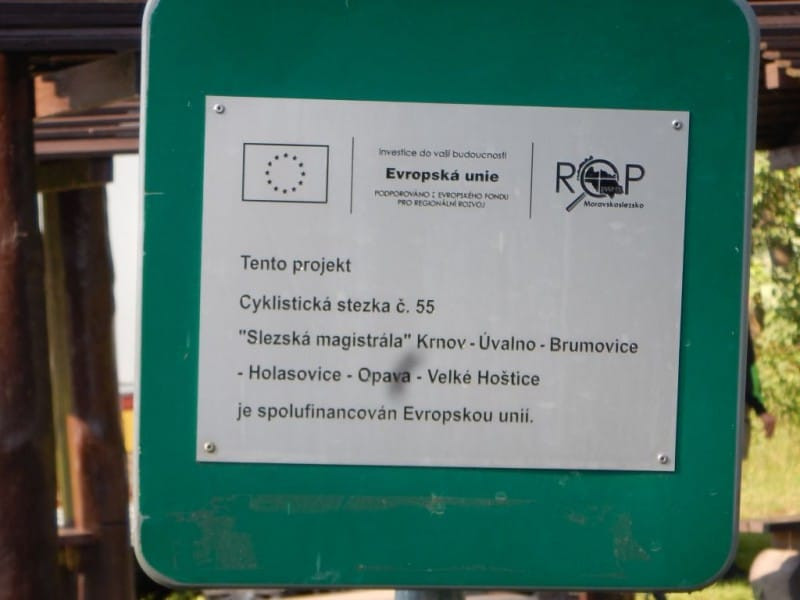 Investice do vaší budoucnosti
Evropská unie
PODPOROVÁNO Z EVROPSKÉHO FONDU
PRO REGIONÁLNÍ ROZVOJ
ROP
Moravskoslezsko
Tento projekt
Cyklistická stezka č. 55
"Slezská magistrála" Krnov - Úvalno - Brumovice
- Holasovice - Opava - Velké Hoštice
je spolufinancován Evropskou unií.